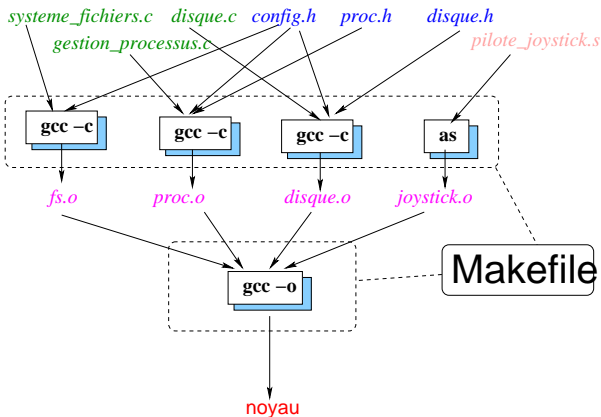 systeme_fichiers.c disque.c config.h proc.h disque.h
gestion_processus.c pilote_joystick.s
gcc –c gcc –c gcc –c as
fs.o proc.o disque.o joystick.o
Makefile
gcc –o
noyau